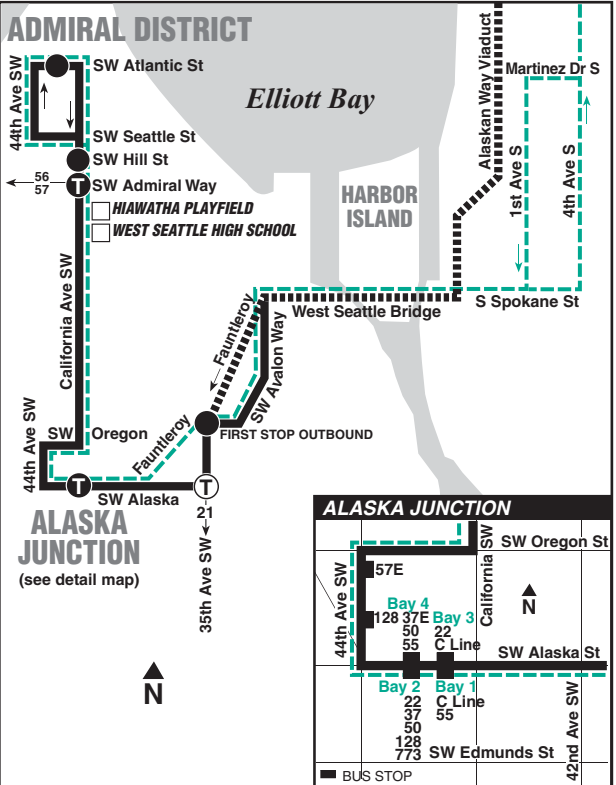 ADMIRAL DISTRICT
44th Ave SW
SW Atlantic St
SW Seattle St
SW Hill St
56
57
T
SW Admiral Way
HIAWATHA PLAYFIELD
WEST SEATTLE HIGH SCHOOL
California Ave SW
Elliott Bay
HARBOR
ISLAND
Alaskan Way Viaduct
Martinez Dr S
1st Ave S
4th Ave S
S Spokane St
West Seattle Bridge
Fauntleroy
SW Avalon Way
FIRST STOP OUTBOUND
44th Ave SW
SW Oregon
Fauntleroy
T
SW Alaska
T
21
35th Ave SW
ALASKA
JUNCTION
(see detail map)
N
ALASKA JUNCTION
SW Oregon St
California SW
44th Ave SW
57E
128
Bay 4
37E
50
55
Bay 3
22
C Line
N
SW Alaska St
Bay 2
22
37
50
128
773
Bay 1
C Line
55
SW Edmunds St
42nd Ave SW
BUS STOP